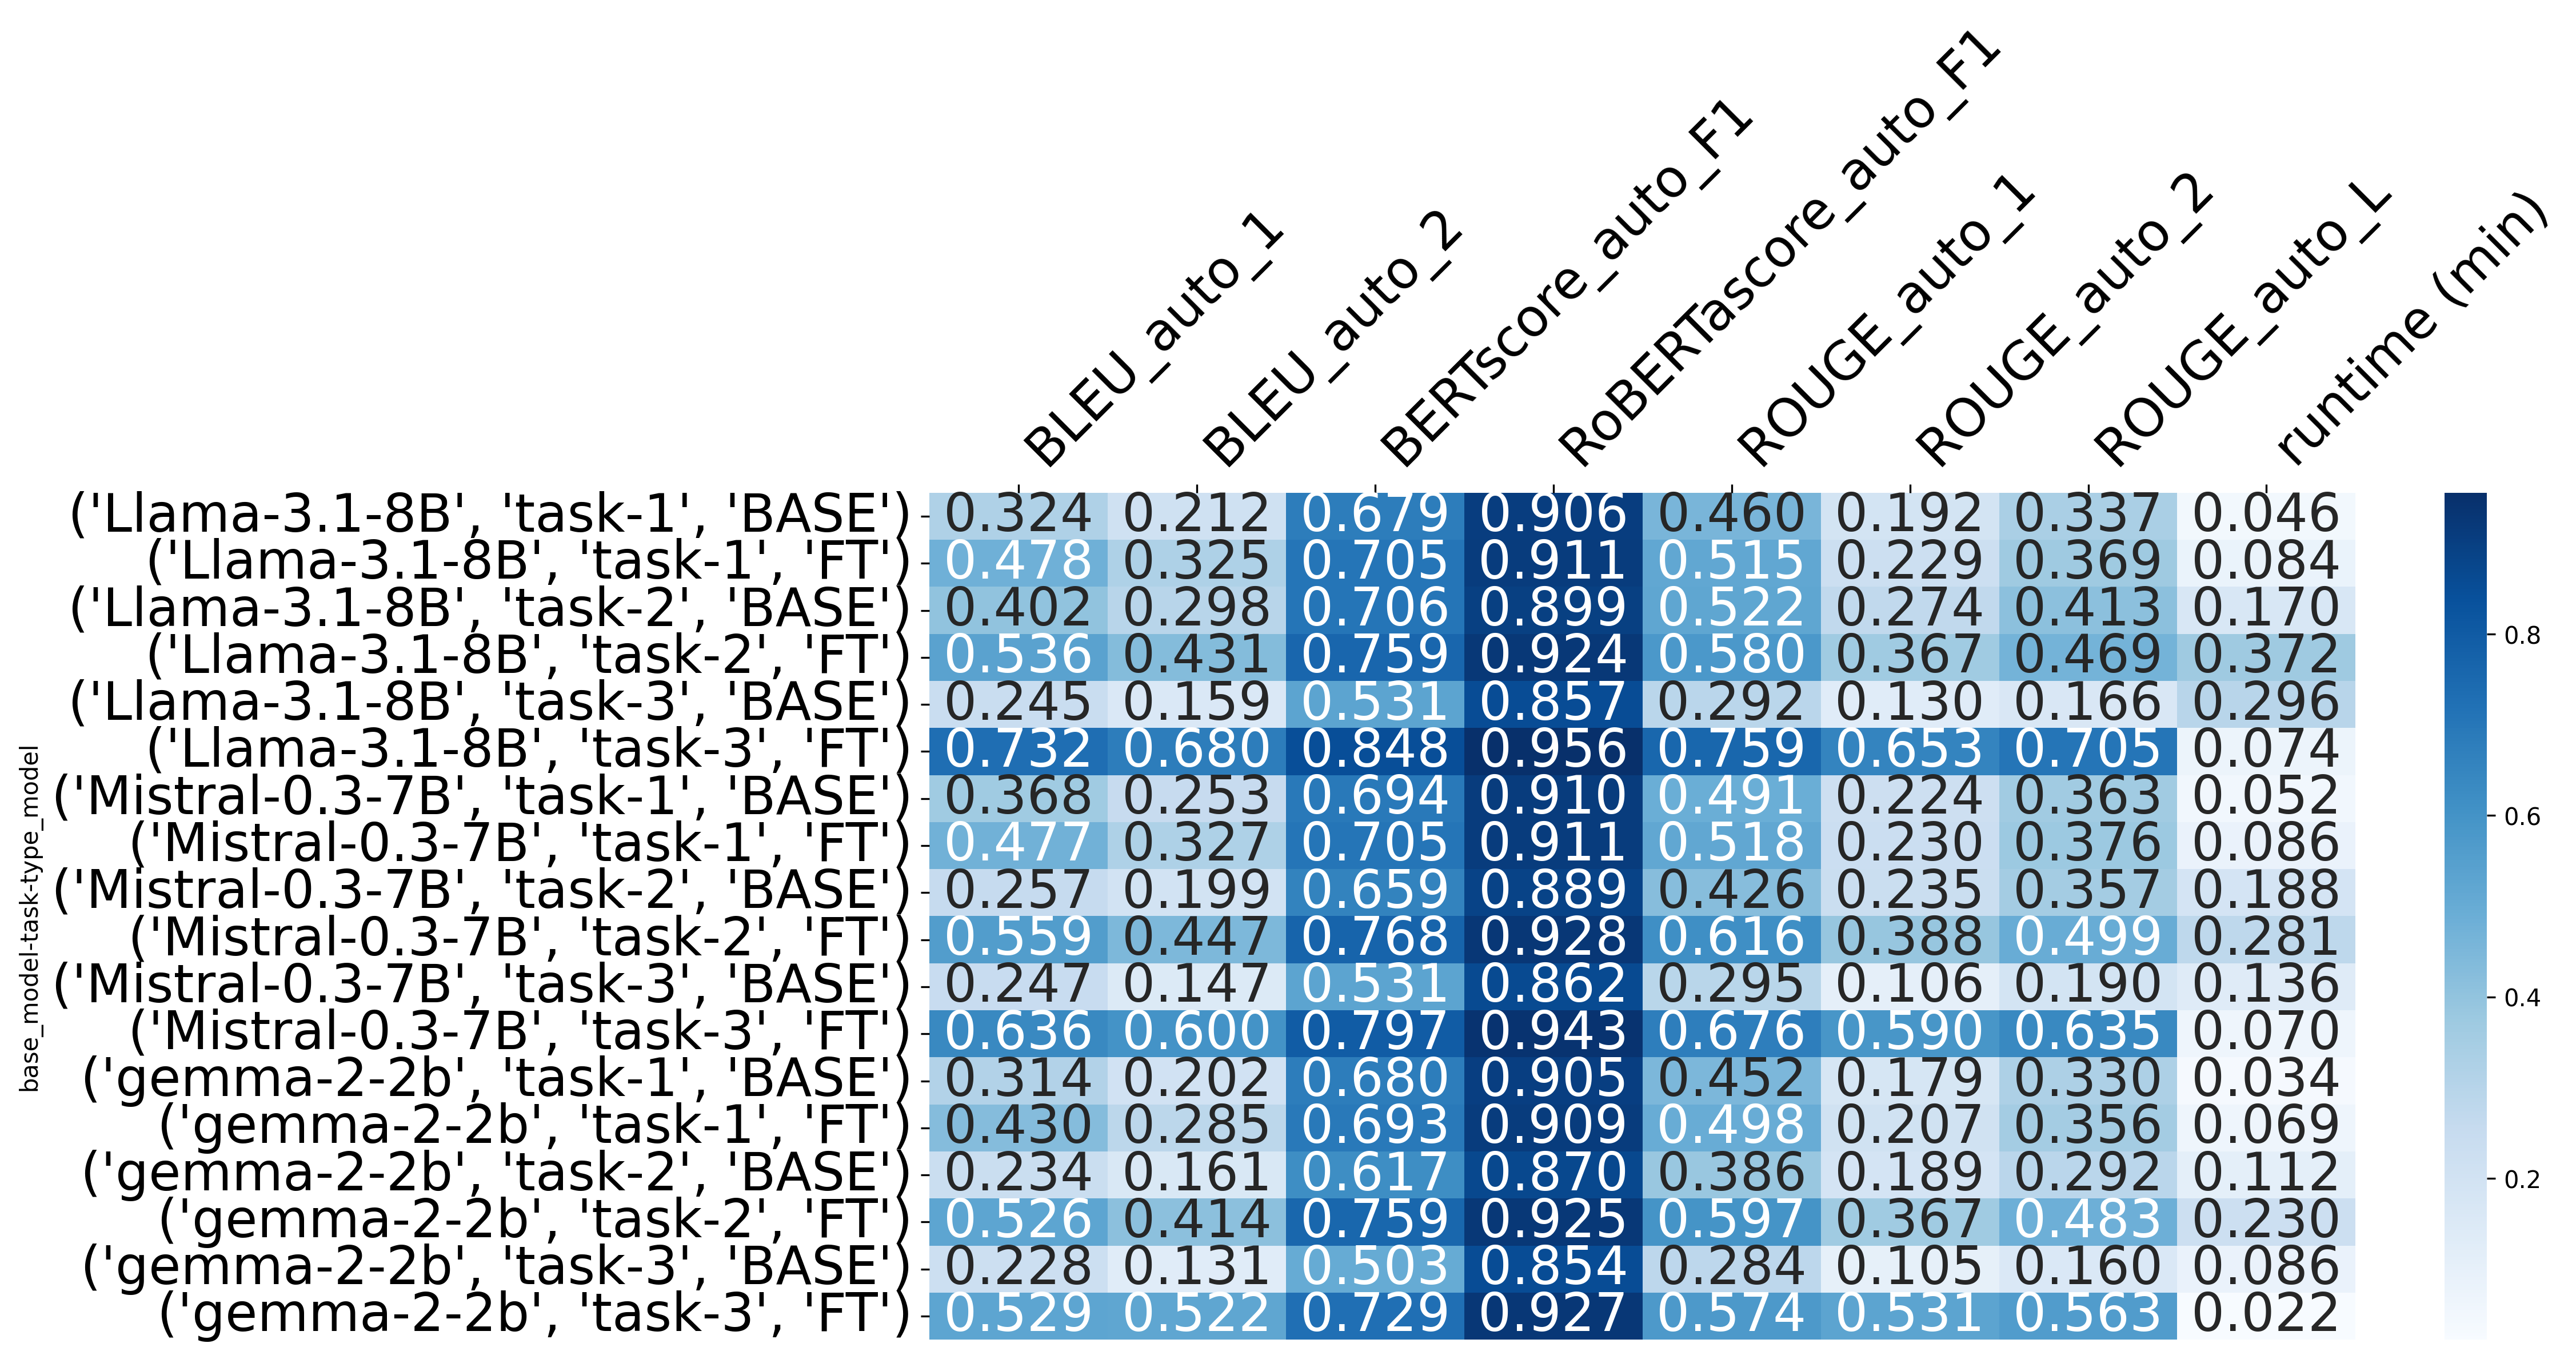 BLEU_auto_1 BLEU_auto_2 BERTscore_auto_F1 RoBERTascore_auto_F1 ROUGE_auto_1 ROUGE_auto_2 ROUGE_auto_L runtime (min)
base_model-task-type_model
('Llama-3.1-8B', 'task-1', 'BASE') 0.324 0.212 0.679 0.906 0.460 0.192 0.337 0.046
('Llama-3.1-8B', 'task-1', 'FT') 0.478 0.325 0.705 0.911 0.515 0.229 0.369 0.084
('Llama-3.1-8B', 'task-2', 'BASE') 0.402 0.298 0.706 0.899 0.522 0.274 0.413 0.170
('Llama-3.1-8B', 'task-2', 'FT') 0.536 0.431 0.759 0.924 0.580 0.367 0.469 0.372
('Llama-3.1-8B', 'task-3', 'BASE') 0.245 0.159 0.531 0.857 0.292 0.130 0.166 0.296
('Llama-3.1-8B', 'task-3', 'FT') 0.732 0.680 0.848 0.956 0.759 0.653 0.705 0.074
('Mistral-0.3-7B', 'task-1', 'BASE') 0.368 0.253 0.694 0.910 0.491 0.224 0.363 0.052
('Mistral-0.3-7B', 'task-1', 'FT') 0.477 0.327 0.705 0.911 0.518 0.230 0.376 0.086
('Mistral-0.3-7B', 'task-2', 'BASE') 0.257 0.199 0.659 0.889 0.426 0.235 0.357 0.188
('Mistral-0.3-7B', 'task-2', 'FT') 0.559 0.447 0.768 0.928 0.616 0.388 0.499 0.281
('Mistral-0.3-7B', 'task-3', 'BASE') 0.247 0.147 0.531 0.862 0.295 0.106 0.190 0.136
('Mistral-0.3-7B', 'task-3', 'FT') 0.636 0.600 0.797 0.943 0.676 0.590 0.635 0.070
('gemma-2-2b', 'task-1', 'BASE') 0.314 0.202 0.680 0.905 0.452 0.179 0.330 0.034
('gemma-2-2b', 'task-1', 'FT') 0.430 0.285 0.693 0.909 0.498 0.207 0.356 0.069
('gemma-2-2b', 'task-2', 'BASE') 0.234 0.161 0.617 0.870 0.386 0.189 0.292 0.112
('gemma-2-2b', 'task-2', 'FT') 0.526 0.414 0.759 0.925 0.597 0.367 0.483 0.230
('gemma-2-2b', 'task-3', 'BASE') 0.228 0.131 0.503 0.854 0.284 0.105 0.160 0.086
('gemma-2-2b', 'task-3', 'FT') 0.529 0.522 0.729 0.927 0.574 0.531 0.563 0.022
0.8
0.6
0.4
0.2